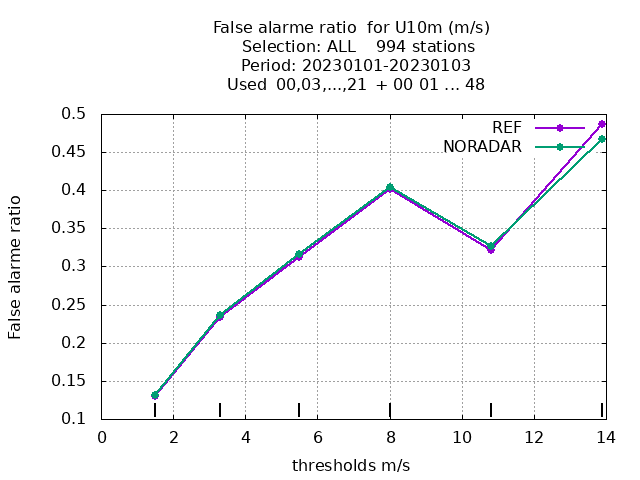 False alarme ratio  for U10m (m/s)
Selection: ALL    994 stations
Period: 20230101-20230103
Used  00,03,...,21  + 00 01 ... 48
REF
NORADAR
0.5
0.45
0.4
0.35
0.3
0.25
0.2
0.15
0.1
False alarme ratio
0 2 4 6 8 10 12 14
thresholds m/s